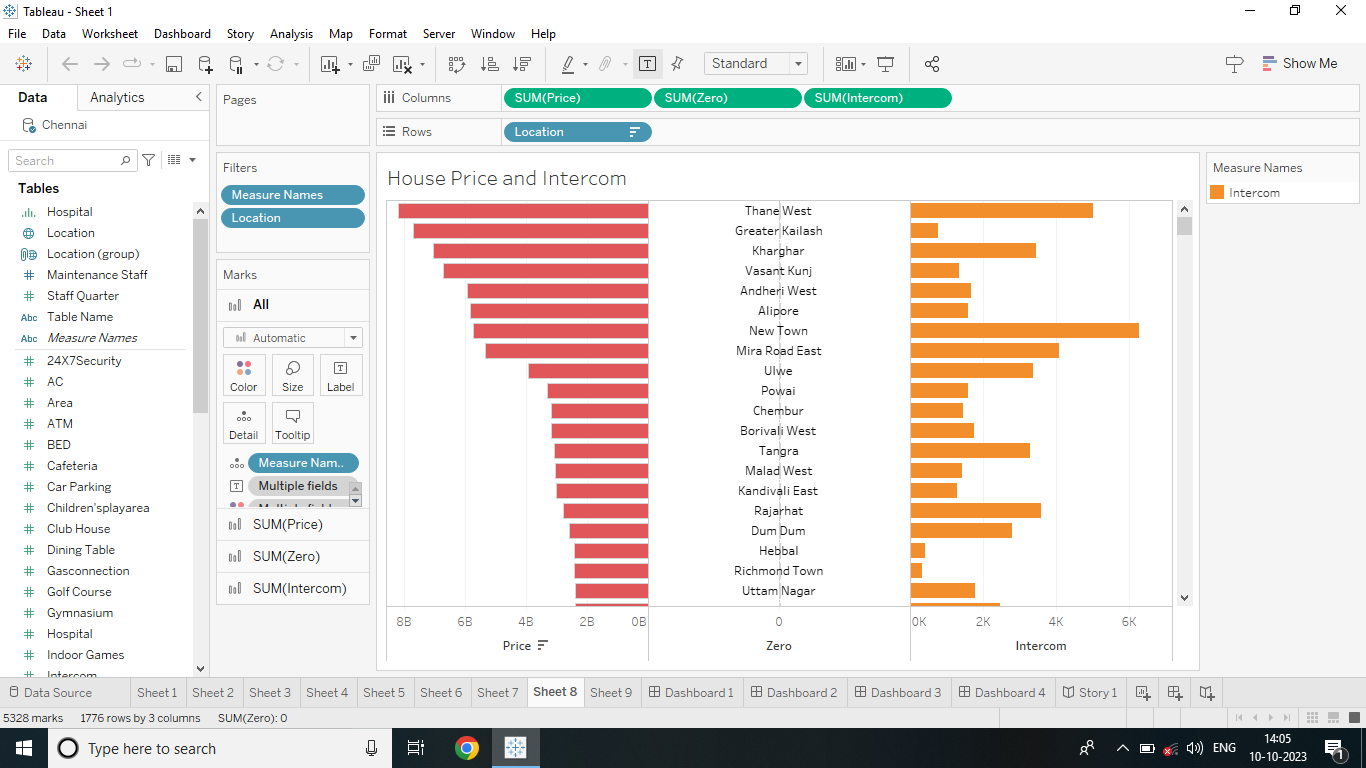 Tableau - Sheet 1
File Data Worksheet Dashboard Story Analysis Map Format Server Window Help
Standard
Show Me
Data Analytics
Chennai
Search
Tables
Hospital
Location
Location (group)
Maintenance Staff
Staff Quarter
Abc Table Name
Abc Measure Names
24X7Security
AC
Area
ATM
BED
Cafeteria
Car Parking
Children'splayarea
Club House
Dining Table
Gasconnection
Golf Course
Gymnasium
Hospital
Indoor Games
Intercom
Pages
Filters
Measure Names
Location
Marks
All
Automatic
Color Size Label
Detail Tooltip
Measure Nam..
Multiple fields
SUM(Price)
SUM(Zero)
SUM(Intercom)
Columns SUM(Price) SUM(Zero) SUM(Intercom)
Rows Location
House Price and Intercom
Thane West
Greater Kailash
Kharghar
Vasant Kunj
Andheri West
Alipore
New Town
Mira Road East
Ulwe
Powai
Chembur
Borivali West
Tangra
Malad West
Kandivali East
Rajarhat
Dum Dum
Hebbal
Richmond Town
Uttam Nagar
8B 6B 4B 2B 0B 0 0K 2K 4K 6K
Price Zero Intercom
Measure Names
Intercom
Data Source Sheet 1 Sheet 2 Sheet 3 Sheet 4 Sheet 5 Sheet 6 Sheet 7 Sheet 8 Sheet 9 Dashboard 1 Dashboard 2 Dashboard 3 Dashboard 4 Story 1
5328 marks 1776 rows by 3 columns SUM(Zero): 0
Type here to search
ENG
14:05
10-10-2023
1